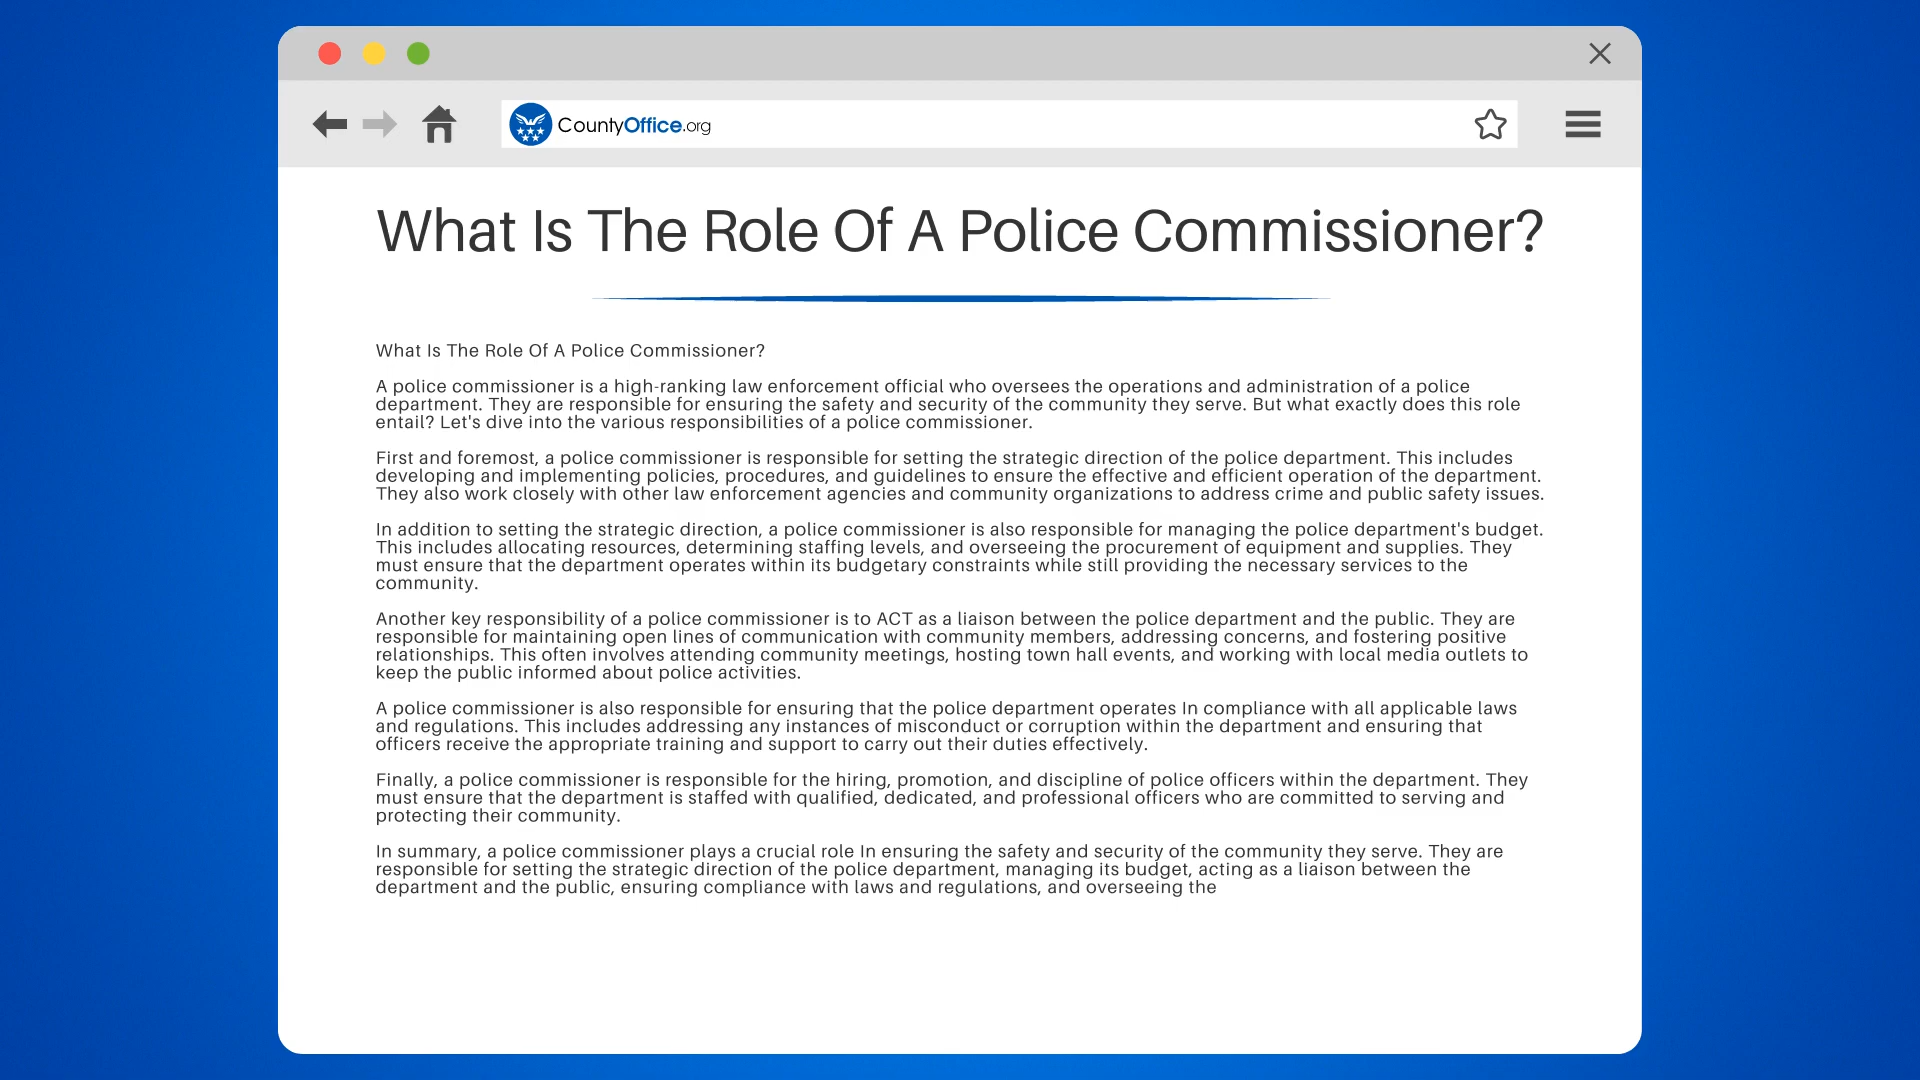 CountyOffice.org
What Is The Role Of A Police Commissioner?
What Is The Role Of A Police Commissioner?
A police commissioner is a high-ranking law enforcement official who oversees the operations and administration of a police
department. They are responsible for ensuring the safety and security of the community they serve. But what exactly does this role
entail? Let's dive into the various responsibilities of a police commissioner.
First and foremost, a police commissioner is responsible for setting the strategic direction of the police department. This includes
developing and implementing policies, procedures, and guidelines to ensure the effective and efficient operation of the department.
They also work closely with other law enforcement agencies and community organizations to address crime and public safety issues.
In addition to setting the strategic direction, a police commissioner is also responsible for managing the police department's budget.
This includes allocating resources, determining staffing levels, and overseeing the procurement of equipment and supplies. They
must ensure that the department operates within its budgetary constraints while still providing the necessary services to the
community.
Another key responsibility of a police commissioner is to ACT as a liaison between the police department and the public. They are
responsible for maintaining open lines of communication with community members, addressing concerns, and fostering positive
relationships. This often involves attending community meetings, hosting town hall events, and working with local media outlets to
keep the public informed about police activities.
A police commissioner is also responsible for ensuring that the police department operates In compliance with all applicable laws
and regulations. This includes addressing any instances of misconduct or corruption within the department and ensuring that
officers receive the appropriate training and support to carry out their duties effectively.
Finally, a police commissioner is responsible for the hiring, promotion, and discipline of police officers within the department. They
must ensure that the department is staffed with qualified, dedicated, and professional officers who are committed to serving and
protecting their community.
In summary, a police commissioner plays a crucial role In ensuring the safety and security of the community they serve. They are
responsible for setting the strategic direction of the police department, managing its budget, acting as a liaison between the
department and the public, ensuring compliance with laws and regulations, and overseeing the